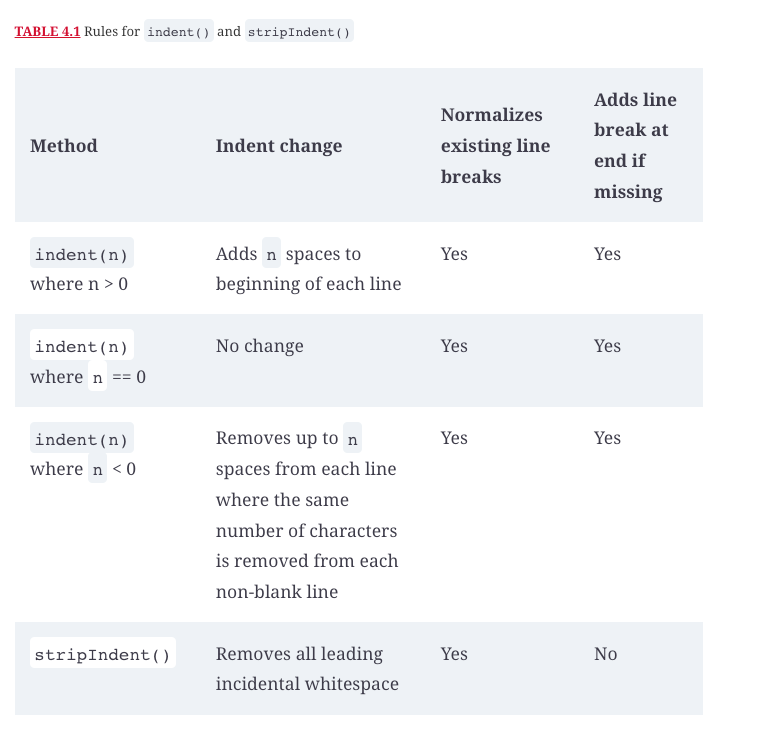 TABLE 4.1 Rules for indent() and stripIndent()
Method
Indent change
Normalizes
existing line
breaks
Adds line
break at
end if
missing
indent(n)
where n > 0
Adds n spaces to
beginning of each line
Yes
Yes
indent(n)
where n == 0
No change
Yes
Yes
indent(n)
where n < 0
Removes up to n
spaces from each line
where the same
number of characters
is removed from each
non-blank line
Yes
Yes
stripIndent()
Removes all leading
incidental whitespace
Yes
No